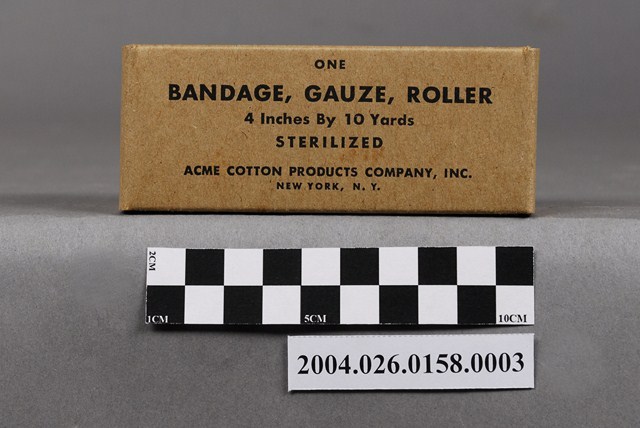 ONE
BANDAGE, GAUZE, ROLLER
4 Inches By 10 Yards
STERILIZED
ACME COTTON PRODUCTS COMPANY, INC.
NEW YORK, N. Y.
2CM
1CM 5CM 10CM
2004.026.0158.0003